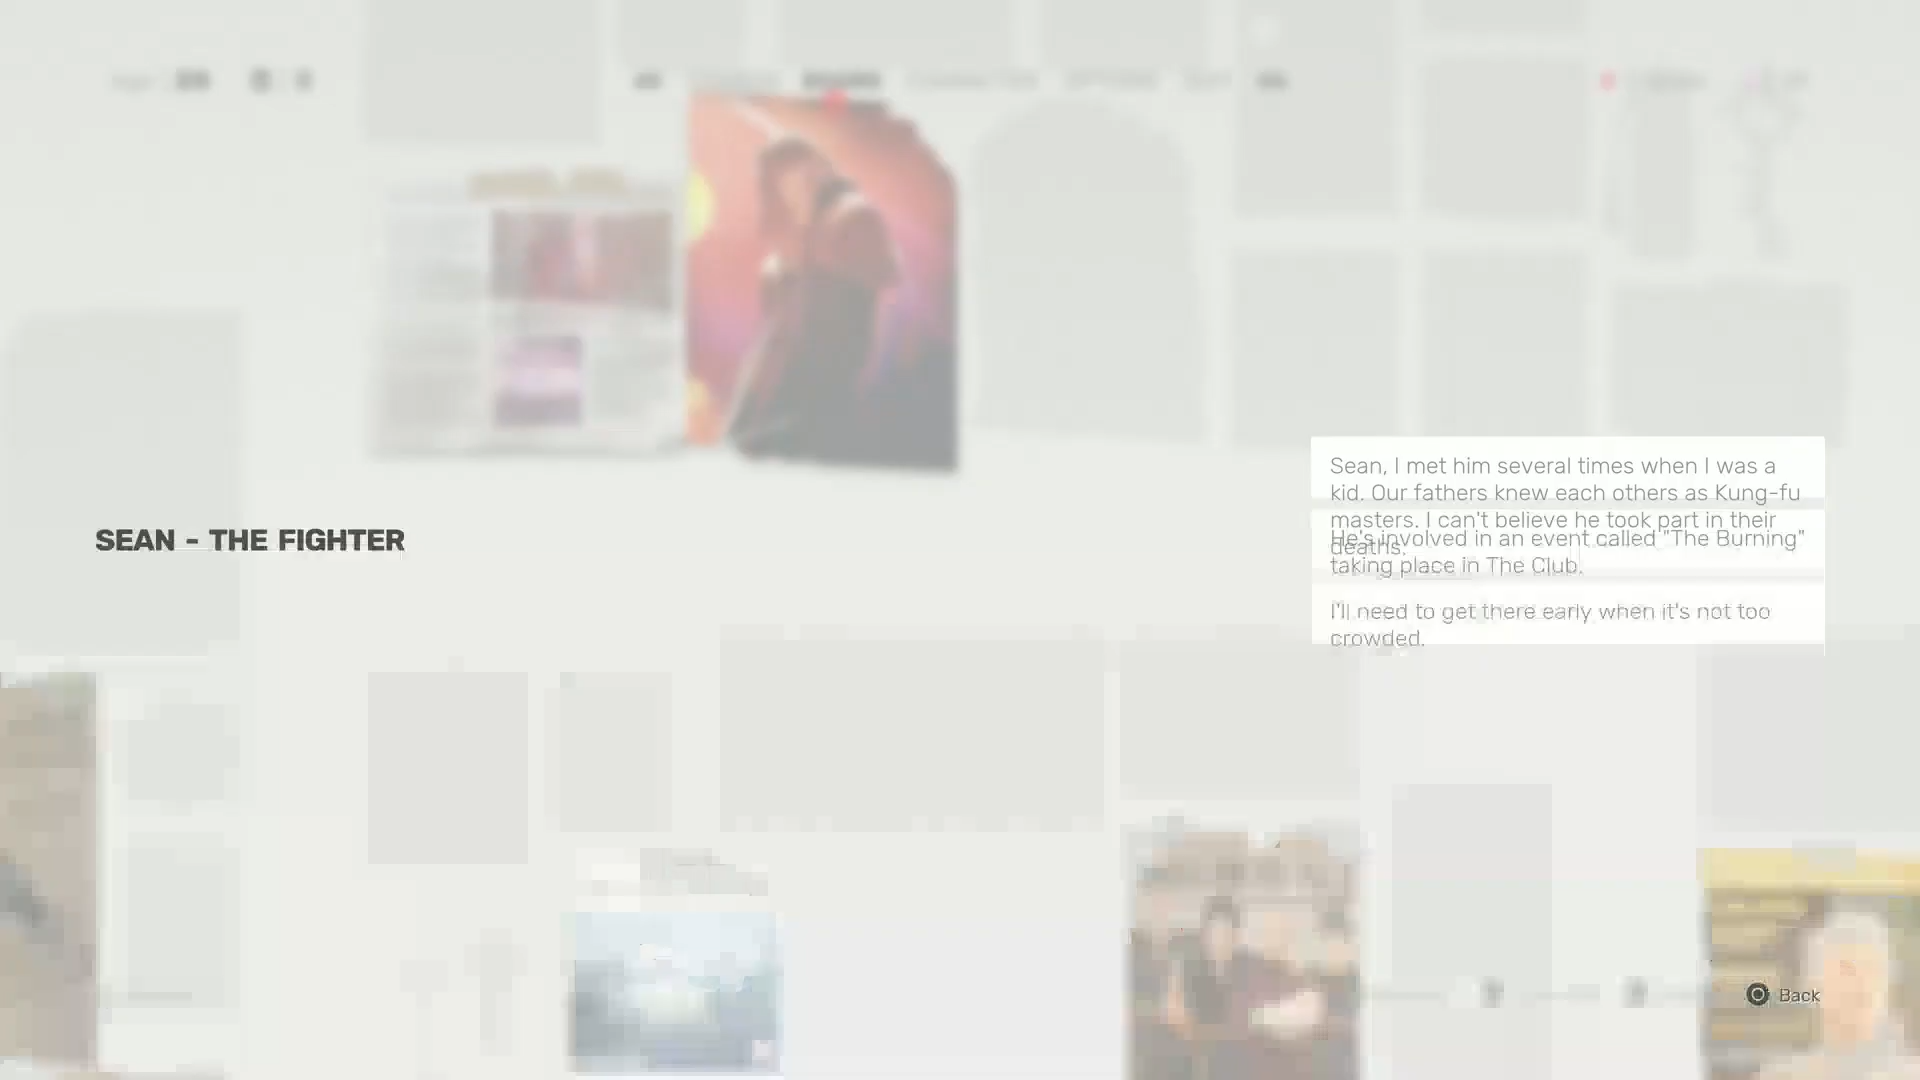 SEAN - THE FIGHTER
Sean, I met him several times when I was a
kid. Our fathers knew each others as Kung-fu
masters. I can't believe he took part in their
deaths.
He's involved in an event called "The Burning"
taking place in The Club.
I'll need to get there early when it's not too
crowded.
Back